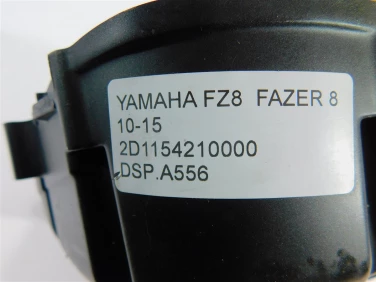 YAMAHA FZ8 FAZER 8
10-15
2D1154210000
DSP.A556